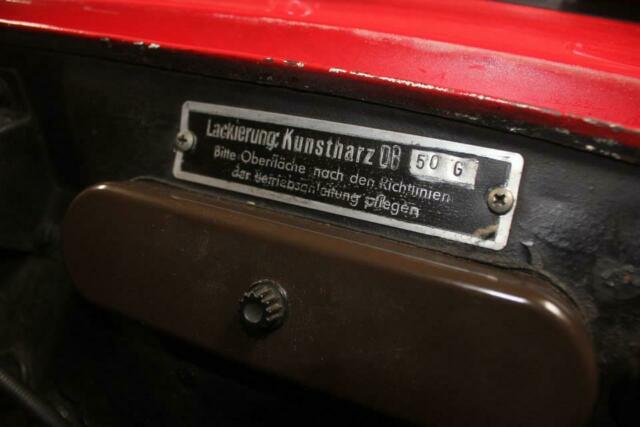 Lackierung: Kunstharz DB 50 G
Bitte Oberfläche nach den Richtlinien
der Betriebsanleitung pflegen